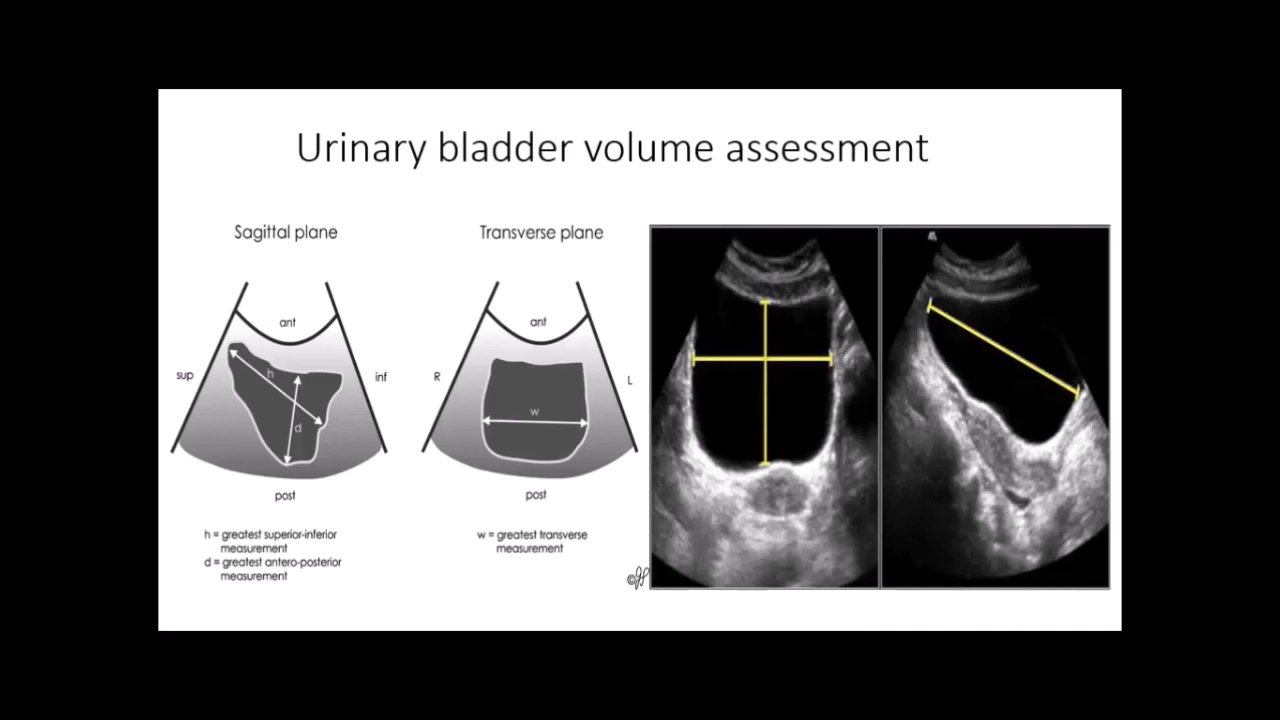 Urinary bladder volume assessment
Sagittal plane
Transverse plane
ant
sup
h
inf
d
post
ant
R
L
w
post
h = greatest superior-inferior
measurement
d = greatest antero-posterior
measurement
w = greatest transverse
measurement